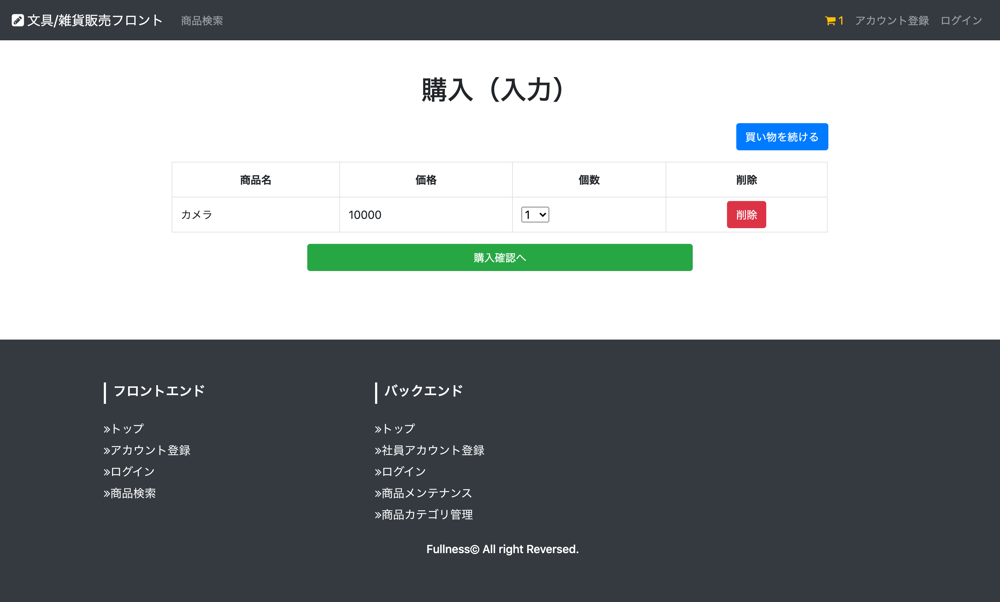 文具/雑貨販売フロント 商品検索 1 アカウント登録 ログイン
購入（入力）
買い物を続ける
商品名 価格 個数 削除
カメラ 10000 1 削除
購入確認へ
フロントエンド バックエンド
»トップ »トップ
»アカウント登録 »社員アカウント登録
»ログイン »ログイン
»商品検索 »商品メンテナンス
»商品カテゴリ管理
Fullness© All right Reversed.